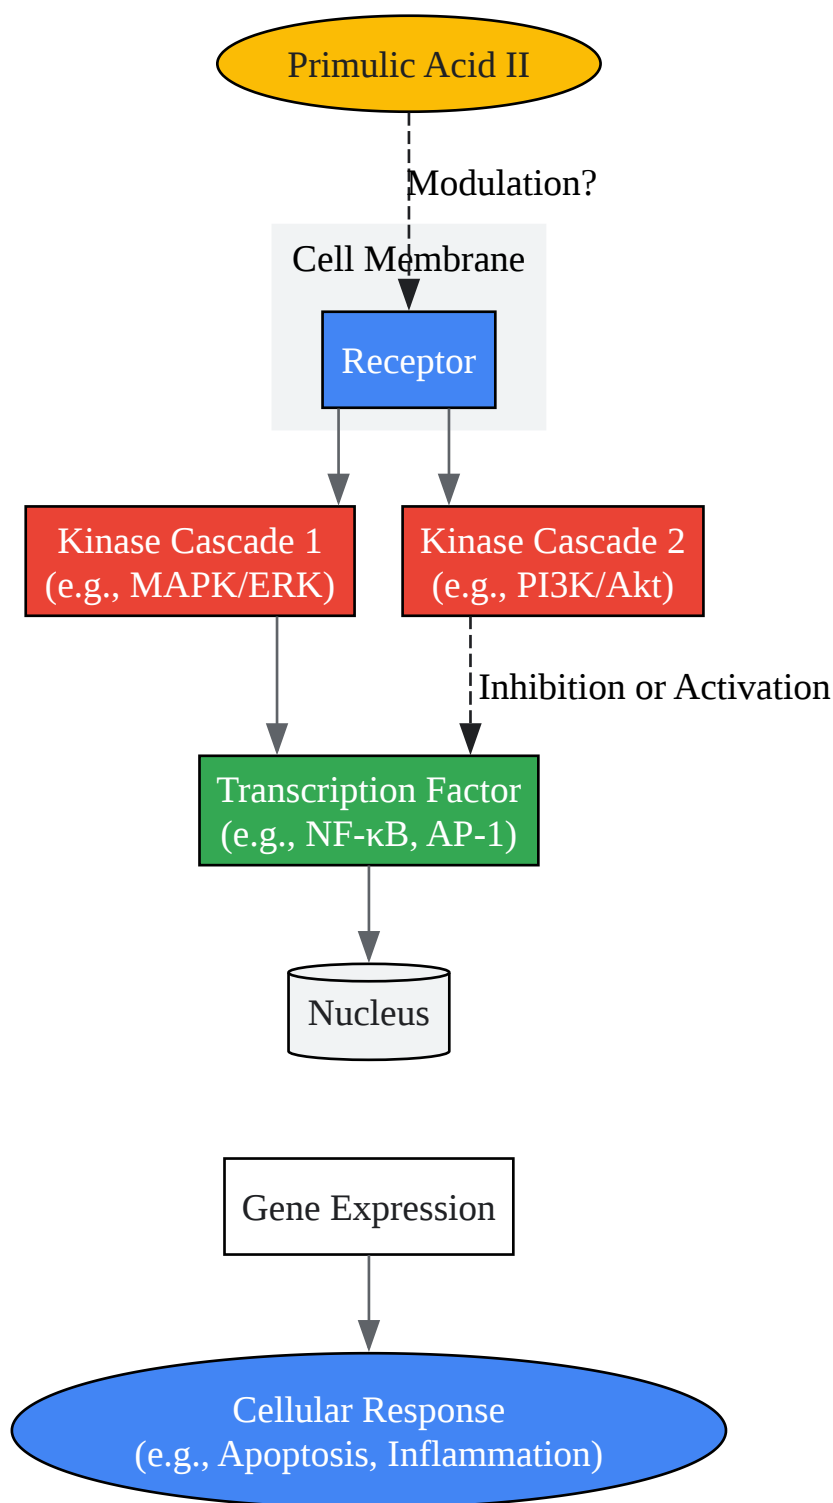 Primulic Acid II
Modulation?
Cell Membrane
Receptor
Kinase Cascade 1
(e.g., MAPK/ERK)
Kinase Cascade 2
(e.g., PI3K/Akt)
Inhibition or Activation
Transcription Factor
(e.g., NF-κB, AP-1)
Nucleus
Gene Expression
Cellular Response
(e.g., Apoptosis, Inflammation)